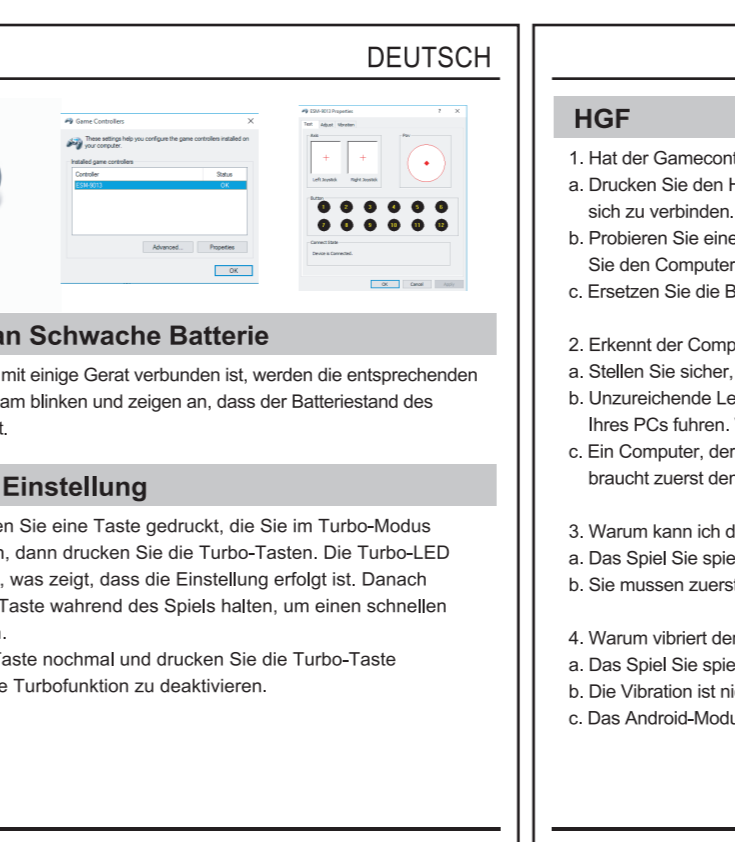 DEUTSCH
Game Controllers
These settings help you configure the game controllers installed on
your computer.
Installed game controllers
Controller Status
ESM-9013 OK
Advanced... Properties
OK
ESM-9013 Properties
Test Adjust Vibration
Axis
Pov
Left Joystick Right Joystick
Button
1 2 3 4 5 6
7 8 9 10 11 12
Connect State
Device is Connected.
OK Cancel Apply
an Schwache Batterie
mit einige Gerat verbunden ist, werden die entsprechenden
am blinken und zeigen an, dass der Batteriestand des
t.
Einstellung
en Sie eine Taste gedruckt, die Sie im Turbo-Modus
n, dann drucken Sie die Turbo-Tasten. Die Turbo-LED
, was zeigt, dass die Einstellung erfolgt ist. Danach
Taste wahrend des Spiels halten, um einen schnellen
n.
Taste nochmal und drucken Sie die Turbo-Taste
e Turbofunktion zu deaktivieren.
HGF
1. Hat der Gamecont
a. Drucken Sie den H
sich zu verbinden.
b. Probieren Sie eine
Sie den Computer
c. Ersetzen Sie die B
2. Erkennt der Comp
a. Stellen Sie sicher,
b. Unzureichende Le
Ihres PCs fuhren.
c. Ein Computer, der
braucht zuerst den
3. Warum kann ich d
a. Das Spiel Sie spie
b. Sie mussen zuerst
4. Warum vibriert der
a. Das Spiel Sie spie
b. Die Vibration ist ni
c. Das Android-Modu